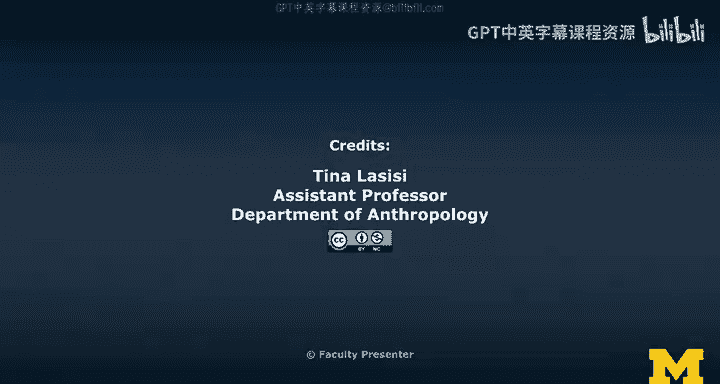 GPT中英字幕课程资源@bilibili.com
GPT中英字幕课程资源 bilibili
Credits:
Tina Lasisi
Assistant Professor
Department of Anthropology
cc
BY NC
© Faculty Presenter
M